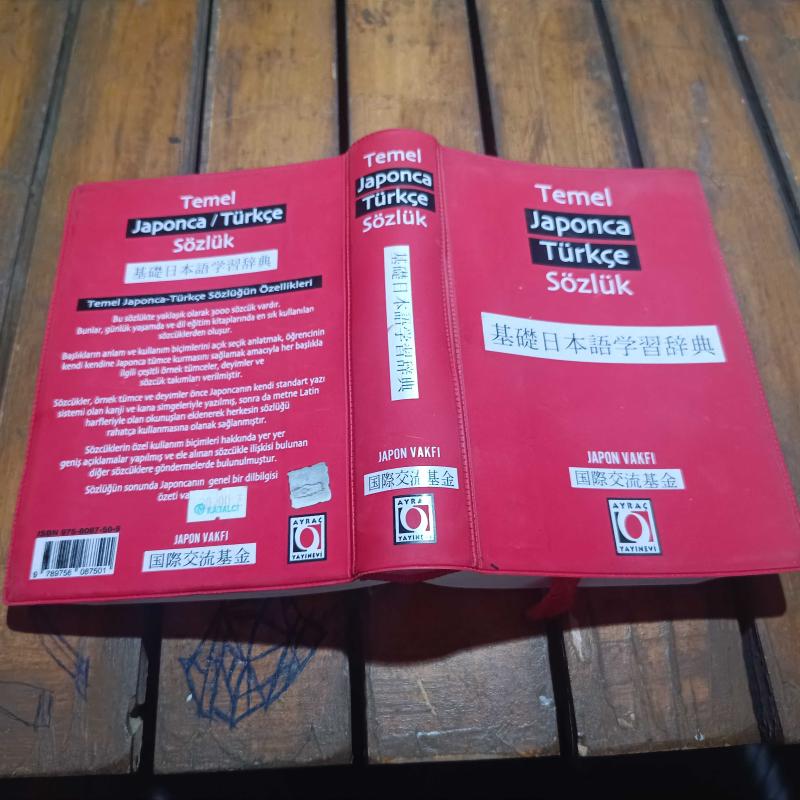 Temel
Japonca / Türkçe
Sözlük
基礎日本語学習辞典
Temel Japonca-Türkçe Sözlüğün Özellikleri
Bu sözlükte yaklaşık olarak 3000 sözcük vardır.
Bunlar, günlük yaşamda ve dil eğitim kitaplarında en sık kullanılan
sözcüklerden oluşur.
Başlıkların anlam ve kullanım biçimlerini açık seçik anlatmak, öğrencinin
kendi kendine Japonca tümce kurmasını sağlamak amacıyla her başlıkla
ilgili çeşitli örnek tümceler, deyimler ve
sözcük takımları verilmiştir.
Sözcükler, örnek tümce ve deyimler önce Japoncanın kendi standart yazı
sistemi olan kanji ve kana simgeleriyle yazılmış, sonra da metne Latin
harfleriyle olan okunuşları eklenerek herkesin sözlüğü
rahatça kullanmasına olanak sağlanmıştır.
Sözcüklerin özel kullanım biçimleri hakkında yer yer
geniş açıklamalar yapılmış ve ele alınan sözcükle ilişkisi bulunan
diğer sözcüklere göndermelerde bulunulmuştur.
Sözlüğün sonunda Japoncanın genel bir dilbilgisi
özeti
ISBN 975-8087-50-9
9 789756 087501
JAPON VAKFI
国際交流基金
AYRAÇ
YAYINEVİ
Temel
Japonca
Türkçe
Sözlük
基礎日本語学習辞典
JAPON VAKFI
国際交流基金
AYRAÇ
YAYINEVİ
Temel
Japonca
Türkçe
Sözlük
基礎日本語学習辞典
JAPON VAKFI
国際交流基金
AYRAÇ
YAYINEVİ